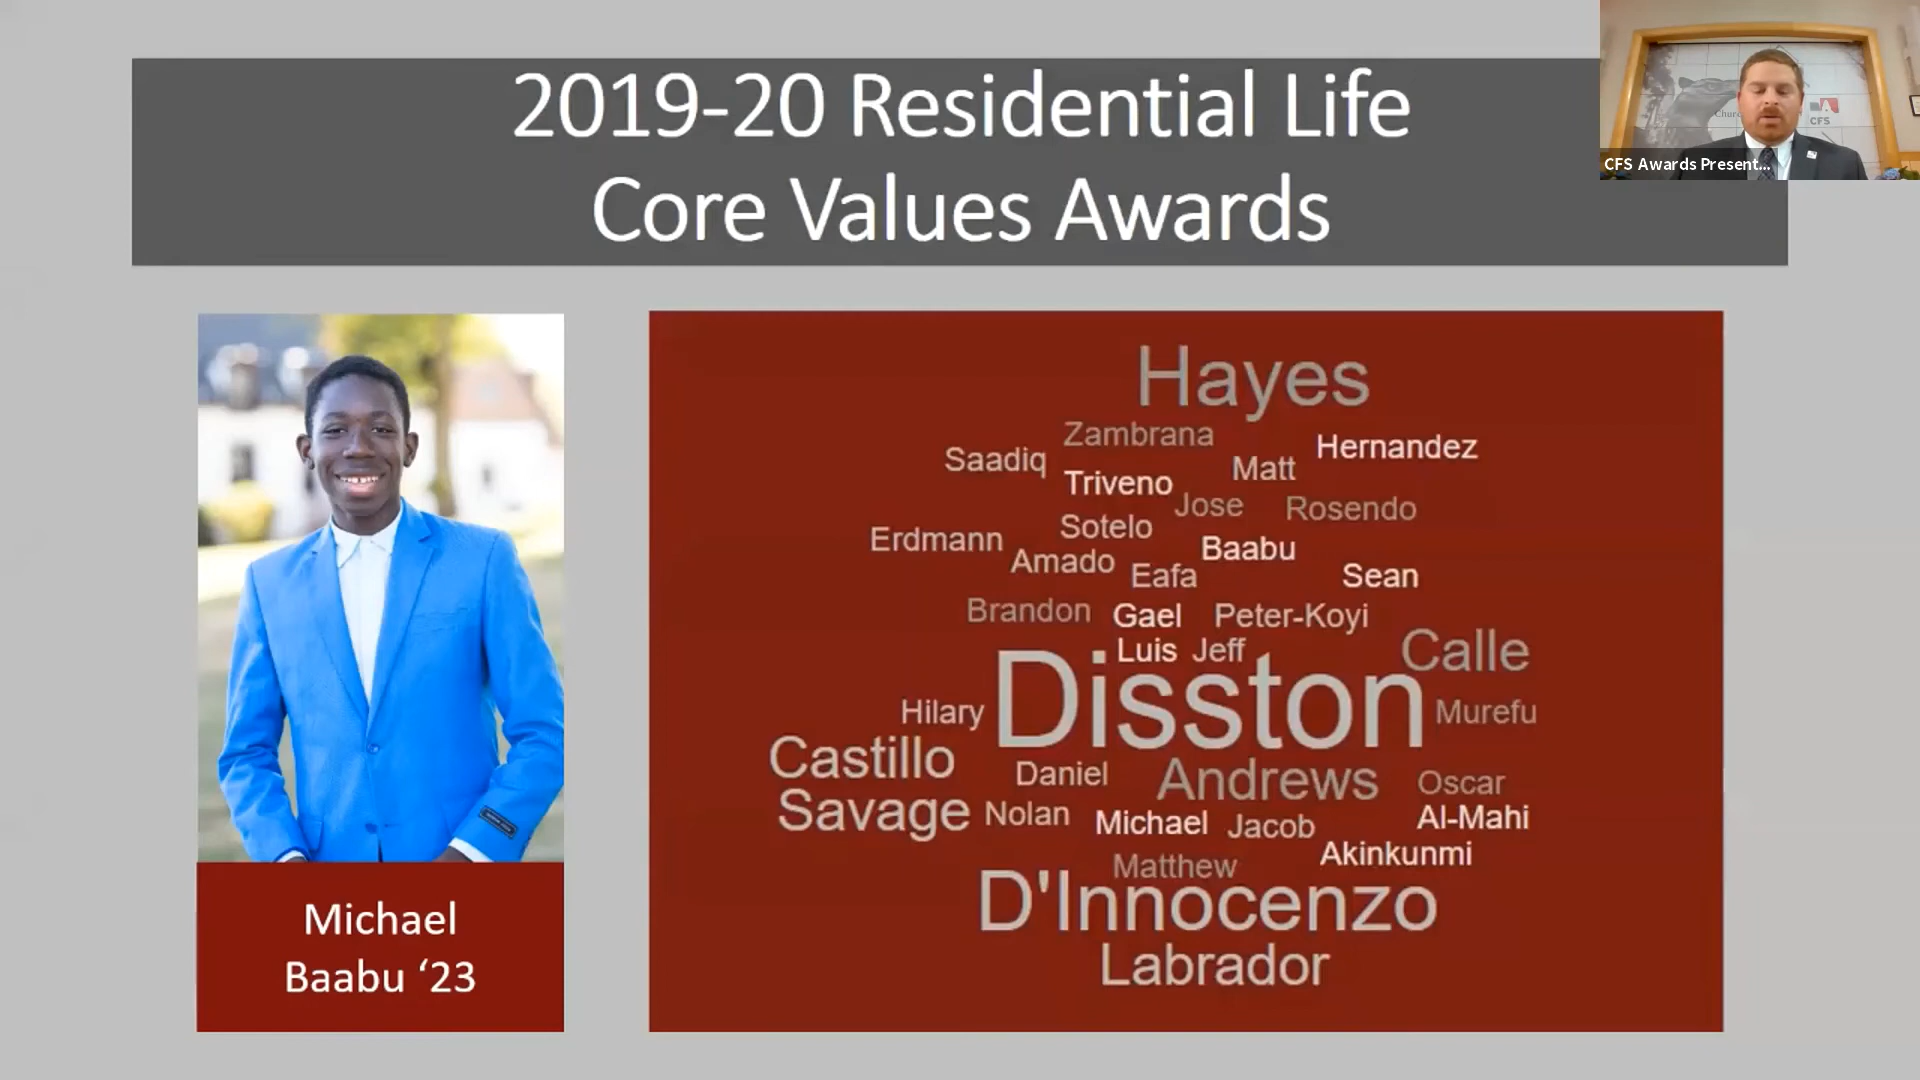 2019-20 Residential Life
Core Values Awards
CFS
CFS Awards Present...
Hayes
Zambrana
Hernandez
Saadiq
Matt
Triveno
Jose
Rosendo
Sotelo
Erdmann
Baabu
Amado
Eafa
Sean
Brandon
Gael
Peter-Koyi
Luis
Jeff
Calle
Disston
Hilary
Murefu
Castillo
Daniel
Andrews
Oscar
Savage
Nolan
Michael
Jacob
Al-Mahi
Akinkunmi
Matthew
D'Innocenzo
Labrador
Michael
Baabu ‘23